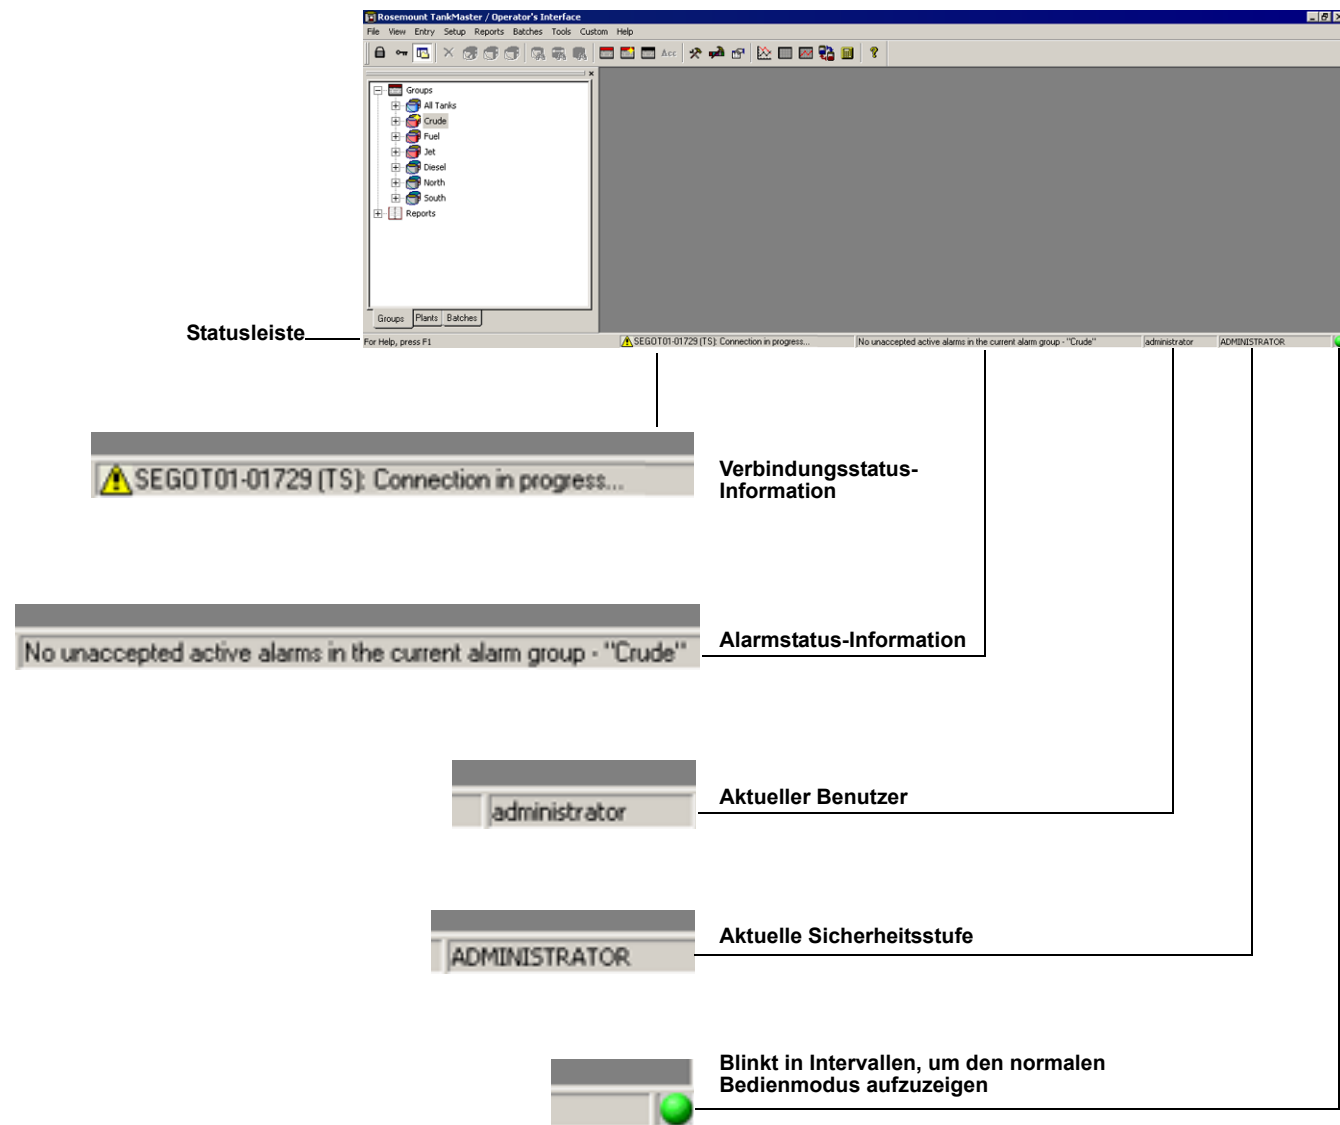 Rosemount TankMaster / Operator's Interface
File View Entry Setup Reports Batches Tools Custom Help
Acc
Groups
All Tanks
Crude
Fuel
Jet
Diesel
North
South
Reports
Groups Plants Batches
Statusleiste
For Help, press F1 SEGOT01-01729 (TS): Connection in progress... No unaccepted active alarms in the current alarm group - "Crude" administrator ADMINISTRATOR
SEGOT01-01729 (TS): Connection in progress...
Verbindungsstatus-
Information
No unaccepted active alarms in the current alarm group - "Crude"
Alarmstatus-Information
administrator
Aktueller Benutzer
ADMINISTRATOR
Aktuelle Sicherheitsstufe
Blinkt in Intervallen, um den normalen
Bedienmodus aufzuzeigen